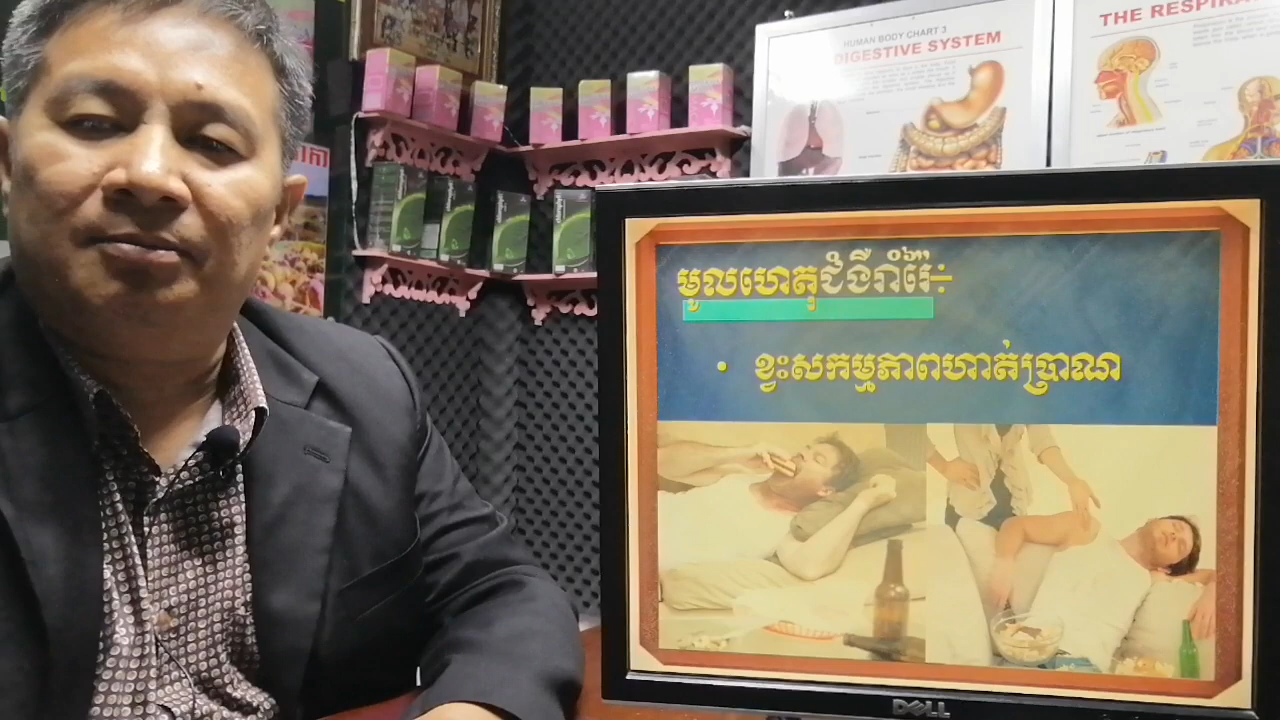 HUMAN BODY CHART 3
DIGESTIVE SYSTEM
THE RESPIRA
មូលហេតុជំងឺរាំរ៉ៃ÷
• ខ្វះសកម្មភាពហាត់ប្រាណ
DELL